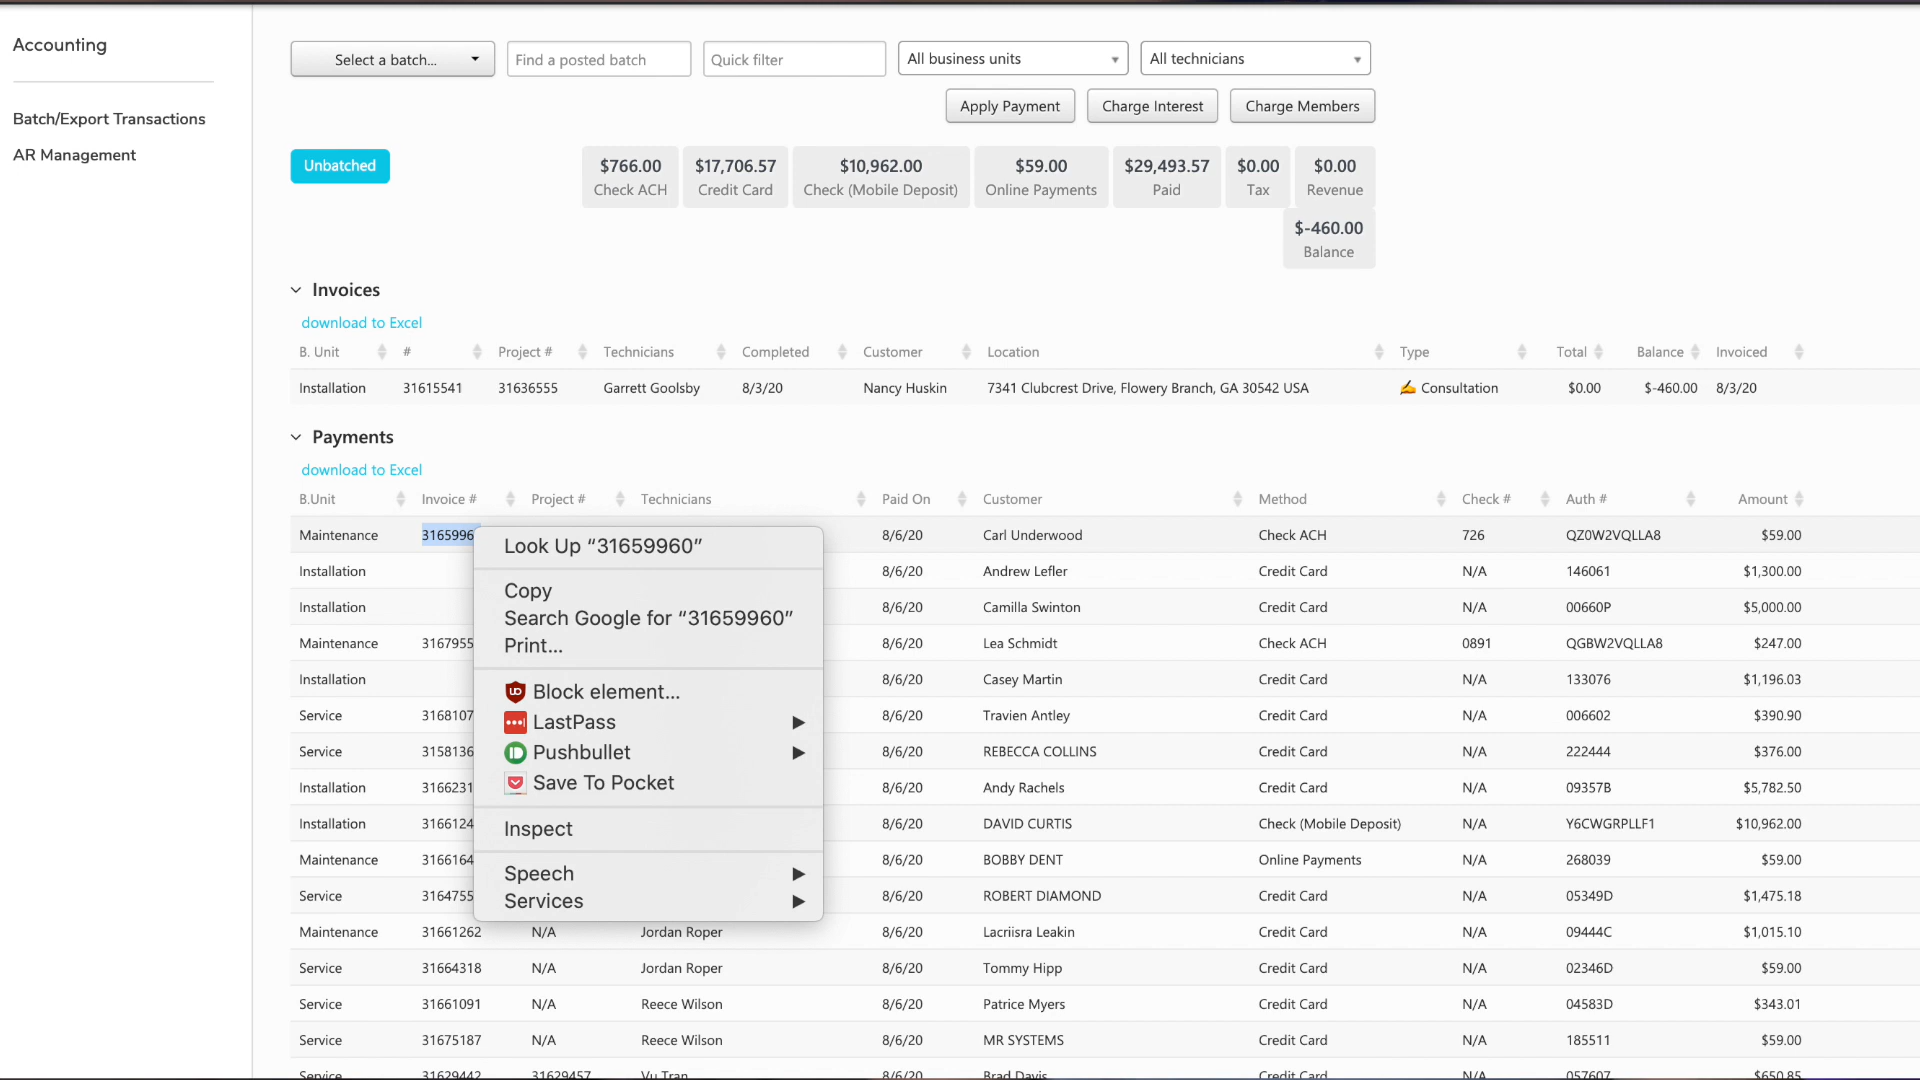 Accounting
Batch/Export Transactions
AR Management
Select a batch... Find a posted batch Quick filter All business units All technicians
Apply Payment Charge Interest Charge Members
Unbatched
$766.00 $17,706.57 $10,962.00 $59.00 $29,493.57 $0.00 $0.00
Check ACH Credit Card Check (Mobile Deposit) Online Payments Paid Tax Revenue
$-460.00
Balance
Invoices
download to Excel
B. Unit # Project # Technicians Completed Customer Location Type Total Balance Invoiced
Installation 31615541 31636555 Garrett Goolsby 8/3/20 Nancy Huskin 7341 Clubcrest Drive, Flowery Branch, GA 30542 USA ✍ Consultation $0.00 $-460.00 8/3/20
Payments
download to Excel
B.Unit Invoice # Project # Technicians Paid On Customer Method Check # Auth # Amount
Maintenance 3165996 8/6/20 Carl Underwood Check ACH 726 QZ0W2VQLLA8 $59.00
Installation 8/6/20 Andrew Lefler Credit Card N/A 146061 $1,300.00
Installation 8/6/20 Camilla Swinton Credit Card N/A 00660P $5,000.00
Maintenance 3167955 8/6/20 Lea Schmidt Check ACH 0891 QGBW2VQLLA8 $247.00
Installation 8/6/20 Casey Martin Credit Card N/A 133076 $1,196.03
Service 3168107 8/6/20 Travien Antley Credit Card N/A 006602 $390.90
Service 3158136 8/6/20 REBECCA COLLINS Credit Card N/A 222444 $376.00
Installation 3166231 8/6/20 Andy Rachels Credit Card N/A 09357B $5,782.50
Installation 3166124 8/6/20 DAVID CURTIS Check (Mobile Deposit) N/A Y6CWGRPLLF1 $10,962.00
Maintenance 3166164 8/6/20 BOBBY DENT Online Payments N/A 268039 $59.00
Service 3164755 8/6/20 ROBERT DIAMOND Credit Card N/A 05349D $1,475.18
Maintenance 31661262 N/A Jordan Roper 8/6/20 Lacriisra Leakin Credit Card N/A 09444C $1,015.10
Service 31664318 N/A Jordan Roper 8/6/20 Tommy Hipp Credit Card N/A 02346D $59.00
Service 31661091 N/A Reece Wilson 8/6/20 Patrice Myers Credit Card N/A 04583D $343.01
Service 31675187 N/A Reece Wilson 8/6/20 MR SYSTEMS Credit Card N/A 185511 $59.00
Service 31629442 31629457 Vu Tran 8/6/20 Brad Davis Credit Card N/A 057607 $650.85
Look Up “31659960”
Copy
Search Google for “31659960”
Print...
Block element...
LastPass
Pushbullet
Save To Pocket
Inspect
Speech
Services